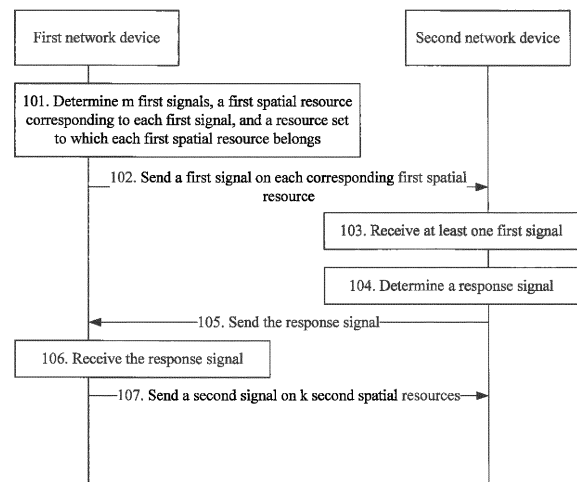 First network device
Second network device
101. Determine m first signals, a first spatial resource
corresponding to each first signal, and a resource set
to which each first spatial resource belongs
102. Send a first signal on each corresponding first spatial
resource
103. Receive at least one first signal
104. Determine a response signal
105. Send the response signal
106. Receive the response signal
107. Send a second signal on k second spatial resources